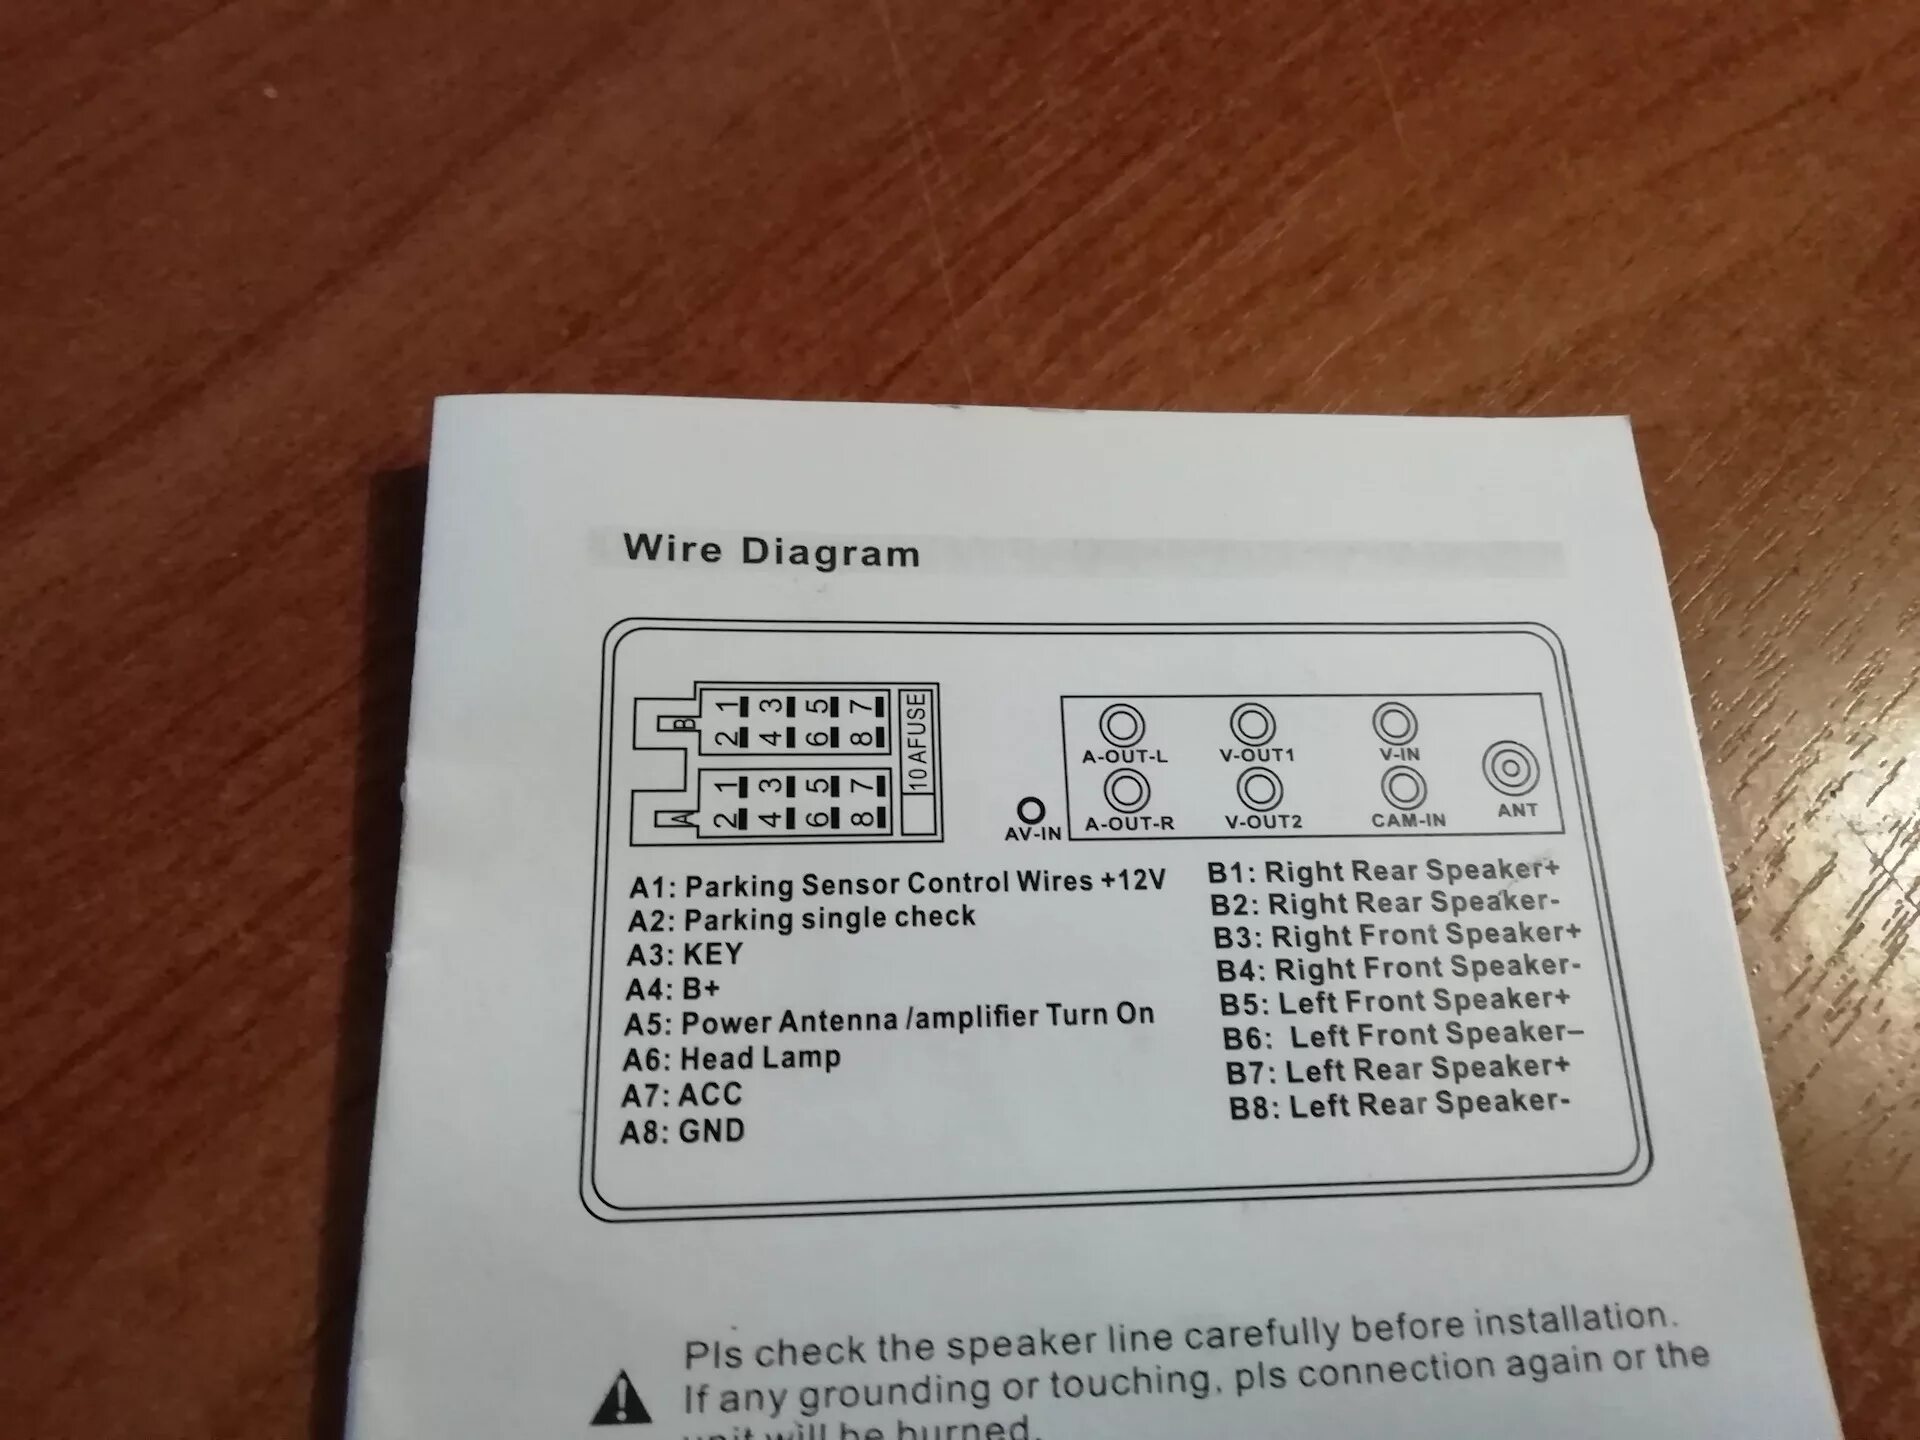 Wire Diagram
B 1 3 5 7
2 4 6 8
A 1 3 5 7
2 4 6 8
10AFUSE
A-OUT-L V-OUT1 V-IN
AV-IN A-OUT-R V-OUT2 CAM-IN ANT
A1: Parking Sensor Control Wires +12V
A2: Parking single check
A3: KEY
A4: B+
A5: Power Antenna /amplifier Turn On
A6: Head Lamp
A7: ACC
A8: GND
B1: Right Rear Speaker+
B2: Right Rear Speaker-
B3: Right Front Speaker+
B4: Right Front Speaker-
B5: Left Front Speaker+
B6: Left Front Speaker–
B7: Left Rear Speaker+
B8: Left Rear Speaker-
Pls check the speaker line carefully before installation.
If any grounding or touching, pls connection again or the
unit will be burned.